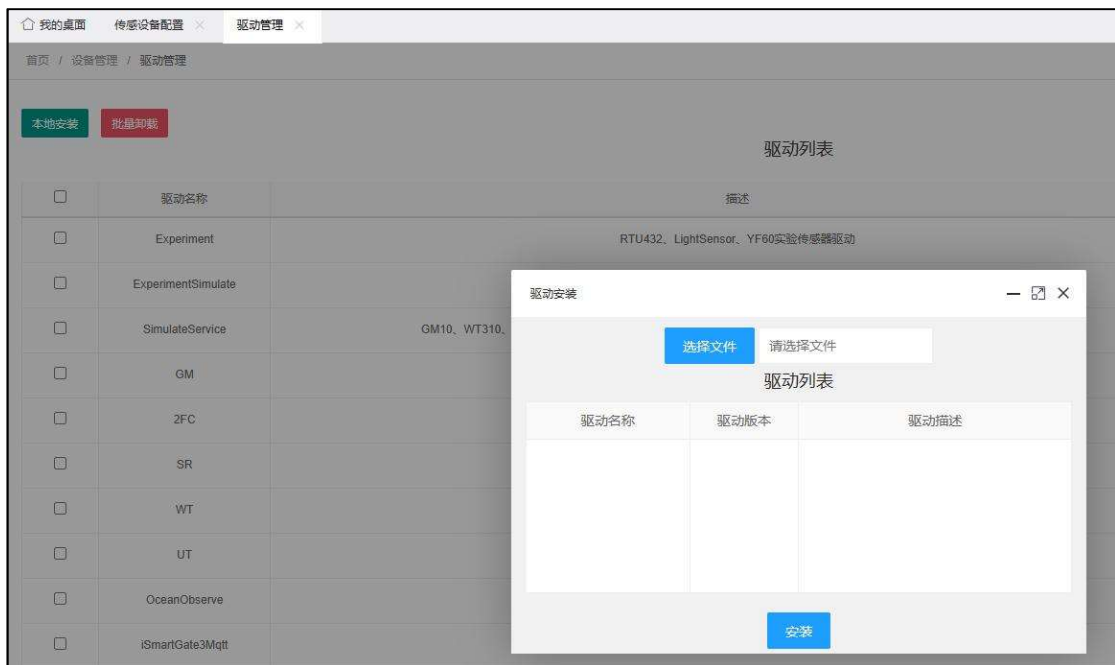 我的桌面 传感设备配置 驱动管理
首页 / 设备管理 / 驱动管理
本地安装 批量卸载
驱动列表
驱动名称 描述
Experiment RTU432、LightSensor、YF60实验传感器驱动
ExperimentSimulate
SimulateService GM10、WT310、
GM
2FC
SR
WT
UT
OceanObserve
iSmartGate3Mqtt
驱动安装
选择文件 请选择文件
驱动列表
驱动名称 驱动版本 驱动描述
安装